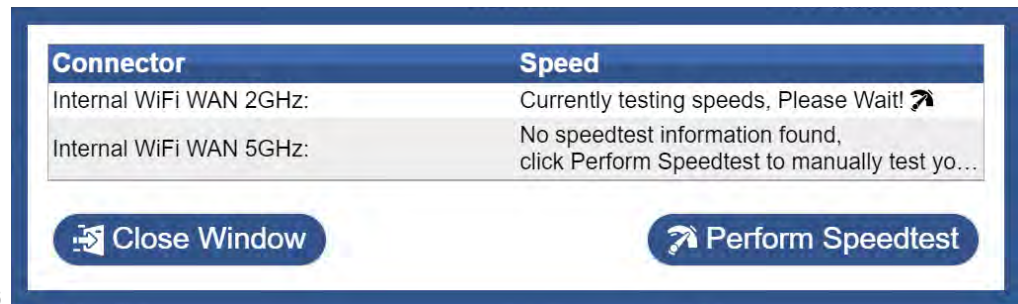 Connector Speed
Internal WiFi WAN 2GHz: Currently testing speeds, Please Wait!
Internal WiFi WAN 5GHz: No speedtest information found,
click Perform Speedtest to manually test yo…
Close Window Perform Speedtest